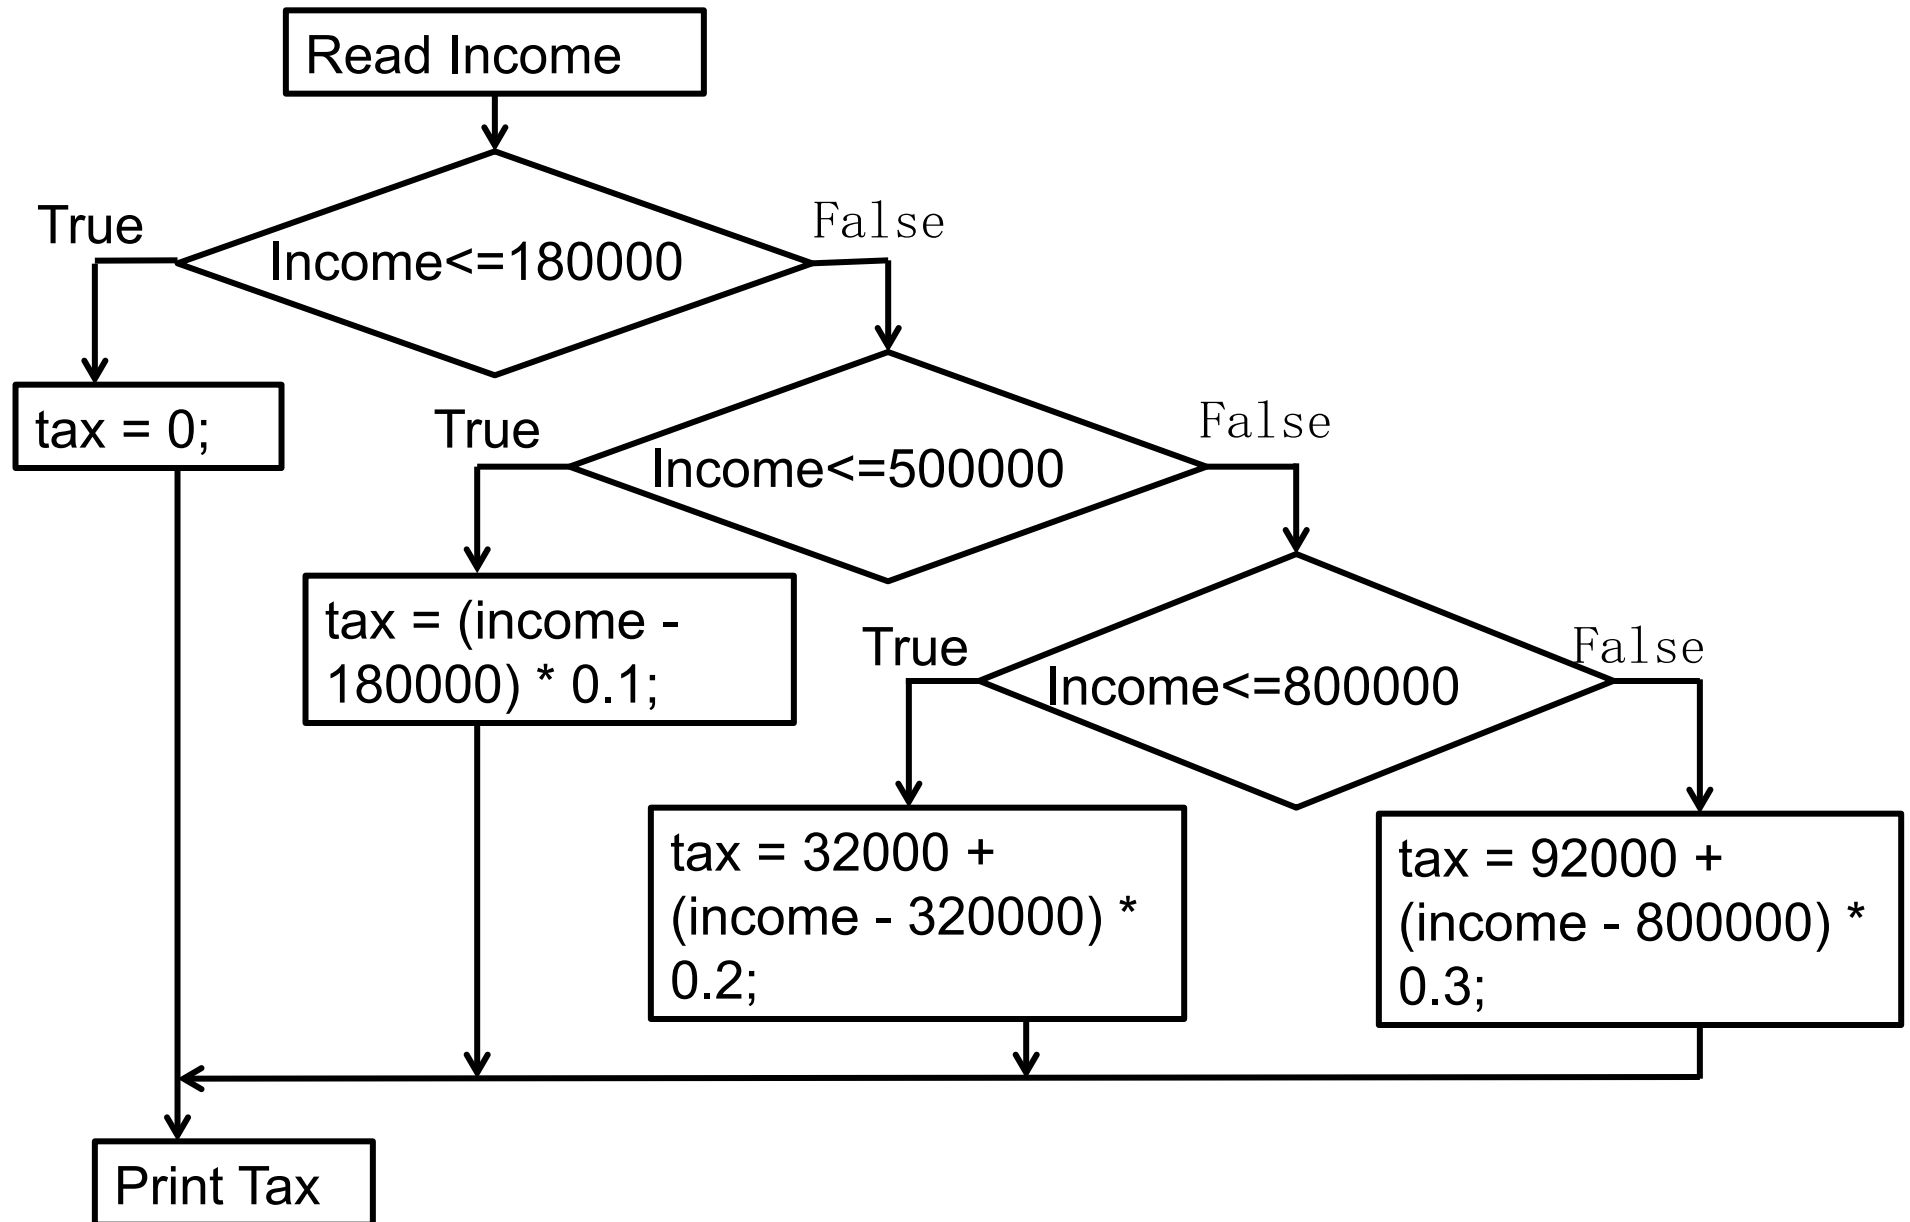 Read Income
True
False
Income<=180000
tax = 0;
True
False
Income<=500000
tax = (income -
180000) * 0.1;
True
False
Income<=800000
tax = 32000 +
(income - 320000) *
0.2;
tax = 92000 +
(income - 800000) *
0.3;
Print Tax